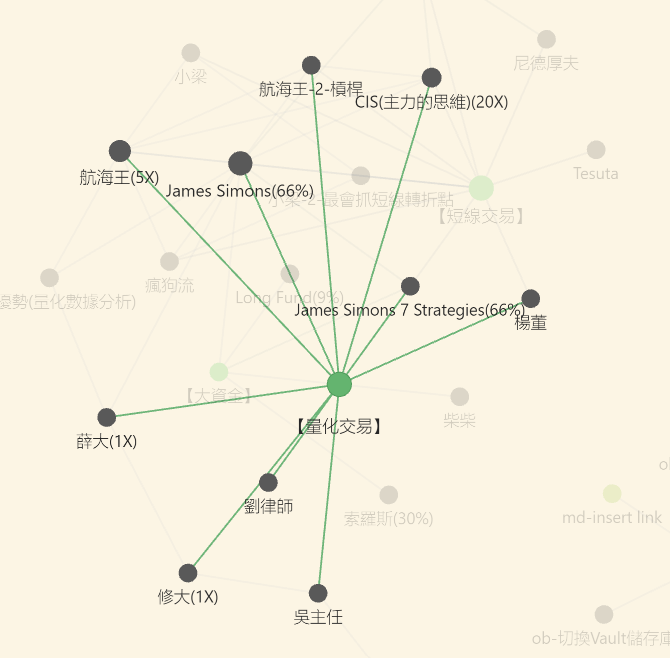 尼德厚夫
小梁
航海王-2-槓桿
CIS(主力的思維)(20X)
Tesuta
航海王(5X)
James Simons(66%)
小梁-2-最會抓短線轉折點
【短線交易】
瘋狗流
Long Fund(9%)
(量化數據分析)
James Simons 7 Strategies(66%)
楊董
【大資金】
柴柴
【量化交易】
薛大(1X)
劉律師
索羅斯(30%)
md-insert link
修大(1X)
吳主任
ob-切換Vault儲存庫